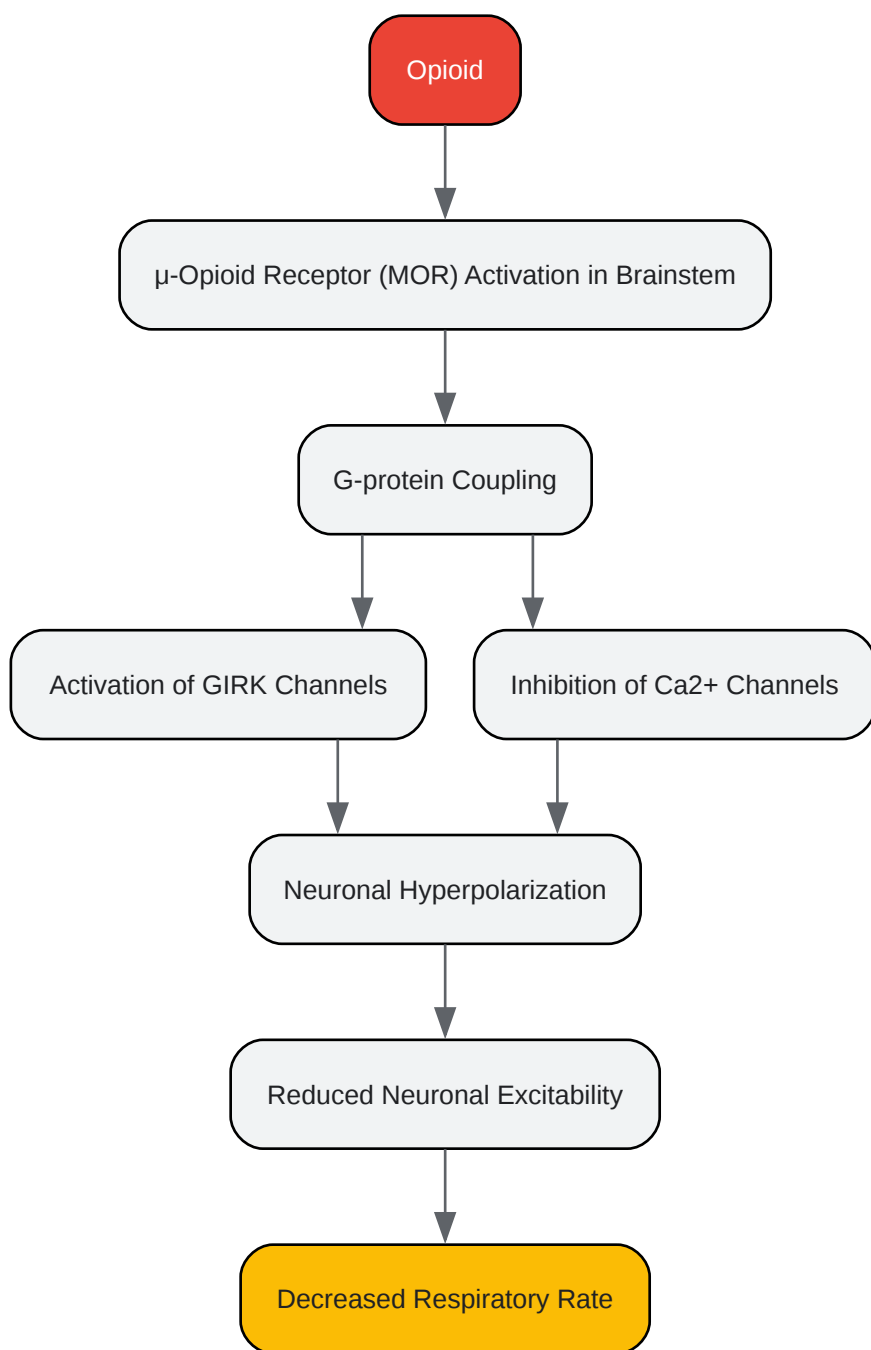 Opioid
μ-Opioid Receptor (MOR) Activation in Brainstem
G-protein Coupling
Activation of GIRK Channels
Inhibition of Ca2+ Channels
Neuronal Hyperpolarization
Reduced Neuronal Excitability
Decreased Respiratory Rate